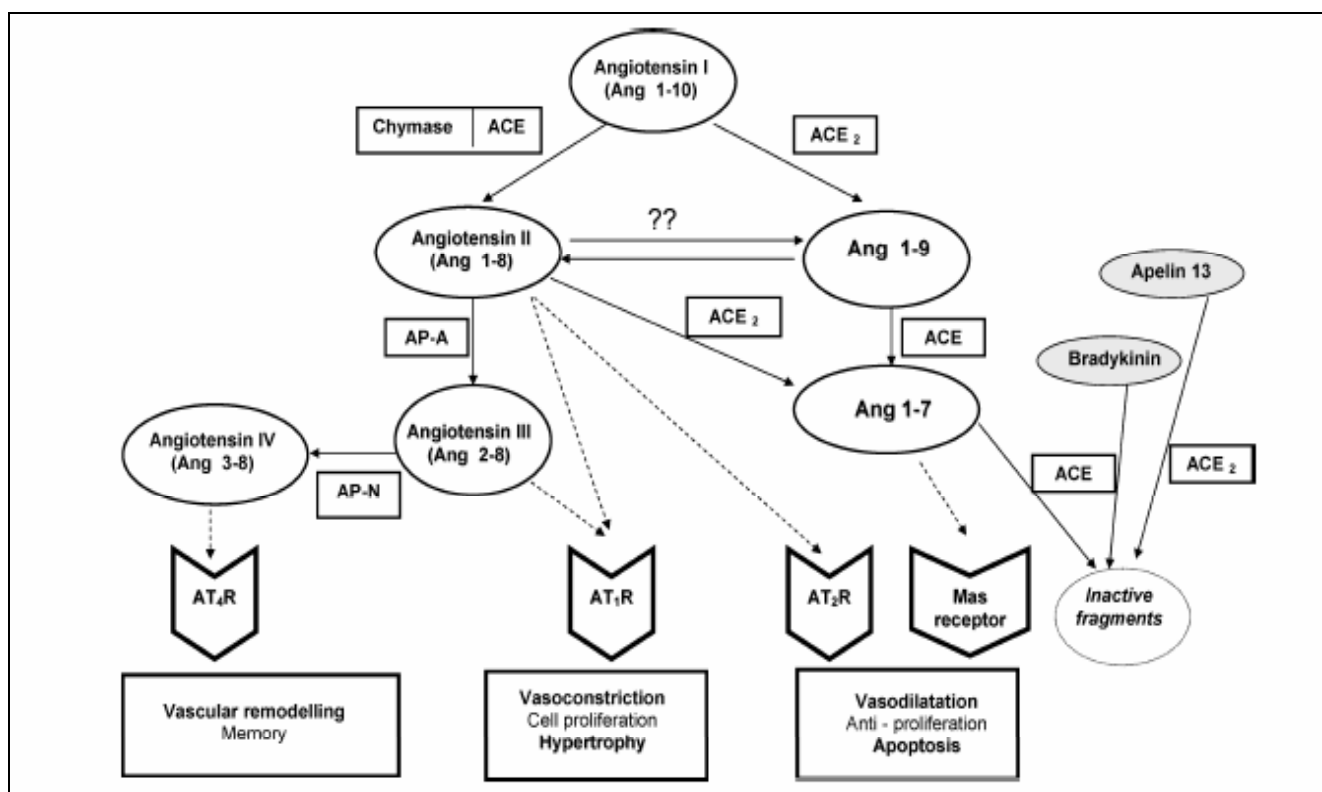 Angiotensin I
(Ang 1-10)
Chymase
ACE
ACE 2
Angiotensin II
(Ang 1-8)
??
Ang 1-9
Apelin 13
AP-A
ACE 2
ACE
Bradykinin
Ang 1-7
Angiotensin IV
(Ang 3-8)
Angiotensin III
(Ang 2-8)
AP-N
ACE
ACE 2
AT4R
AT1R
AT2R
Mas
receptor
Inactive
fragments
Vascular remodelling
Memory
Vasoconstriction
Cell proliferation
Hypertrophy
Vasodilatation
Anti - proliferation
Apoptosis